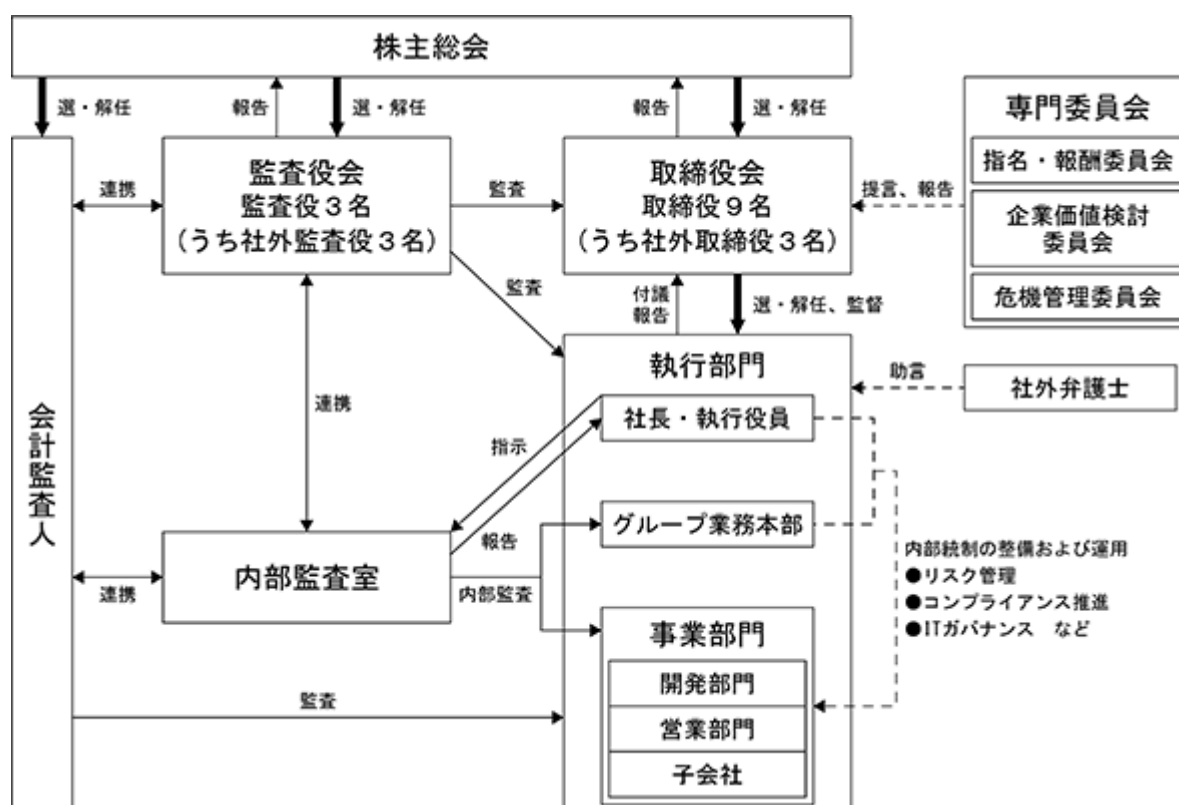 株主総会
選・解任
報告
選・解任
報告
選・解任
専門委員会
指名・報酬委員会
企業価値検討
委員会
危機管理委員会
監査役会
監査役3名
(うち社外監査役3名)
取締役会
取締役9名
(うち社外取締役3名)
連携
監査
提言、報告
監査
付議
報告
選・解任、監督
執行部門
助言
社外弁護士
社長・執行役員
連携
指示
会計監査人
グループ業務本部
報告
内部監査室
連携
内部監査
内部統制の整備および運用
●リスク管理
●コンプライアンス推進
●ITガバナンス など
事業部門
開発部門
営業部門
子会社
監査